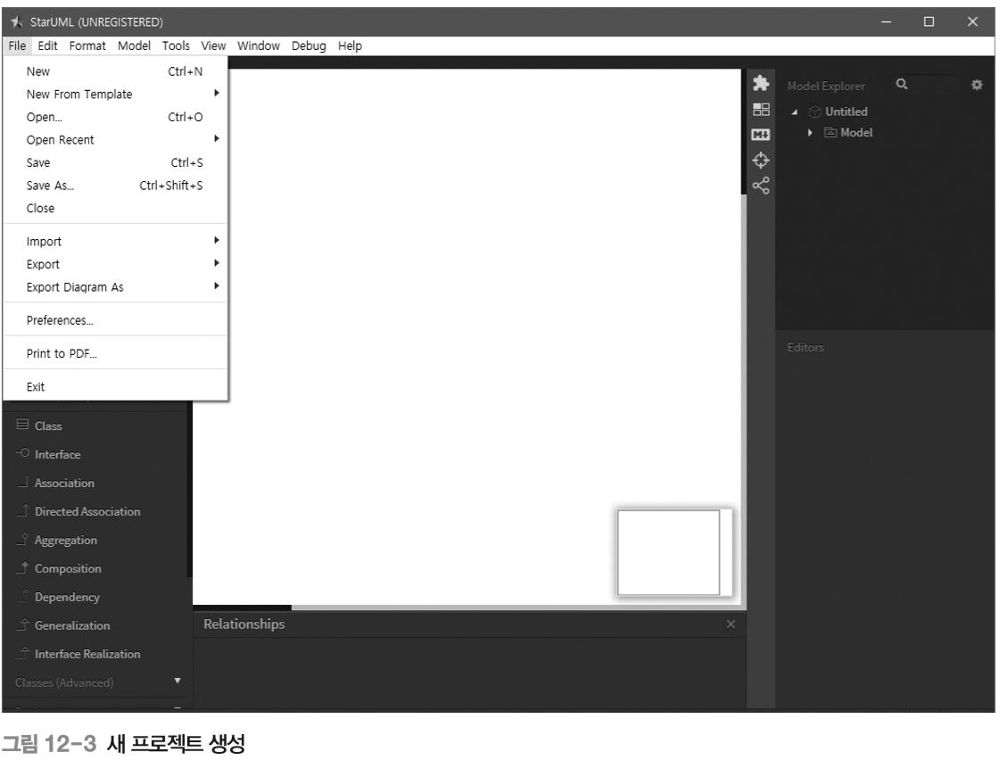 StarUML (UNREGISTERED)
File Edit Format Model Tools View Window Debug Help
New Ctrl+N
New From Template
Open... Ctrl+O
Open Recent
Save Ctrl+S
Save As... Ctrl+Shift+S
Close
Import
Export
Export Diagram As
Preferences...
Print to PDF...
Exit
Class
Interface
Association
Directed Association
Aggregation
Composition
Dependency
Generalization
Interface Realization
Classes (Advanced)
Relationships
M
Model Explorer
Untitled
Model
Editors
그림 12-3 새 프로젝트 생성